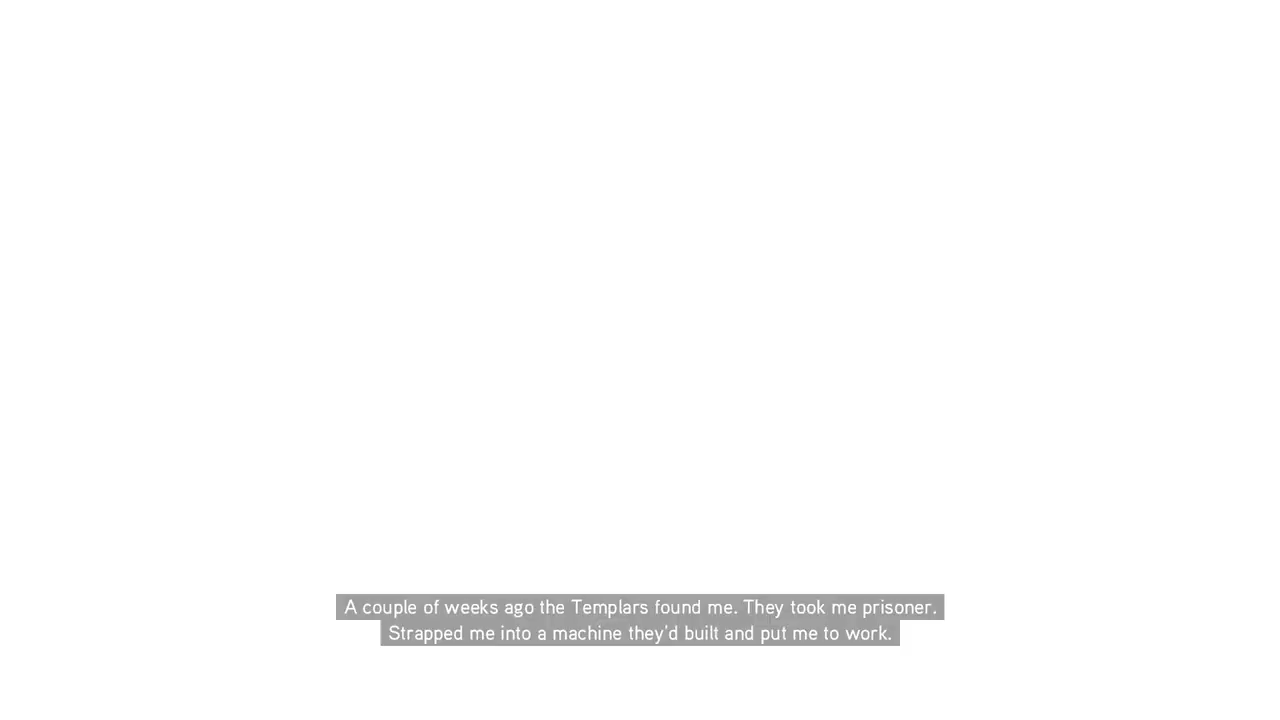 A couple of weeks ago the Templars found me. They took me prisoner.
Strapped me into a machine they'd built and put me to work.